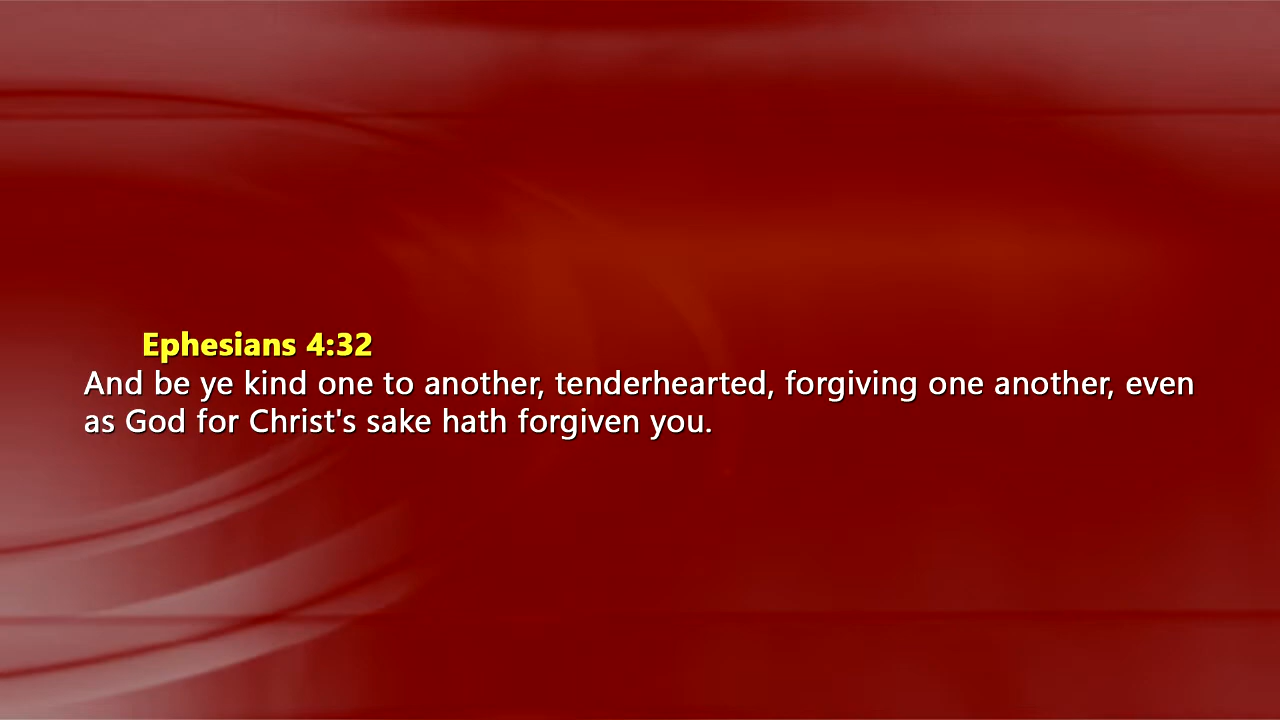 Ephesians 4:32
And be ye kind one to another, tenderhearted, forgiving one another, even
as God for Christ's sake hath forgiven you.